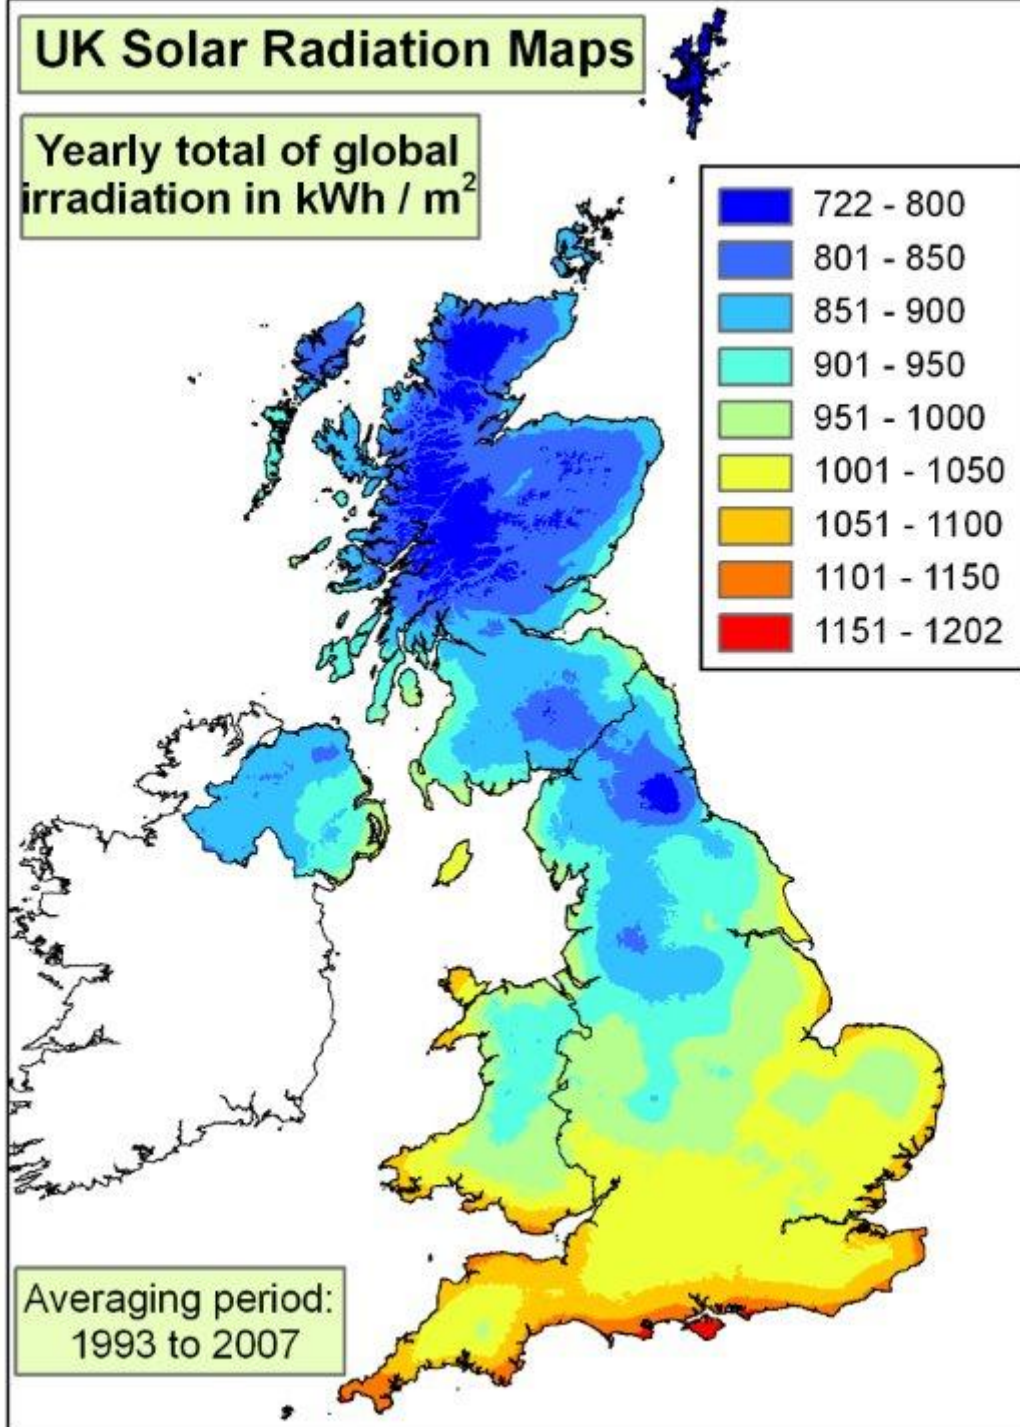 UK Solar Radiation Maps
Yearly total of global
irradiation in kWh / m²
722 - 800
801 - 850
851 - 900
901 - 950
951 - 1000
1001 - 1050
1051 - 1100
1101 - 1150
1151 - 1202
Averaging period:
1993 to 2007